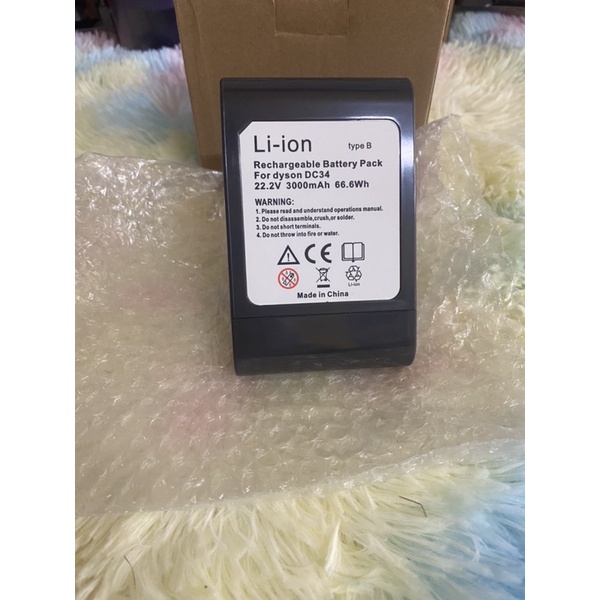 Li-ion type B
Rechargeable Battery Pack
For dyson DC34
22.2V 3000mAh 66.6Wh
WARNING:
1. Please read and understand operations manual.
2. Do not disassemble,crush,or solder.
3. Do not short terminals.
4. Do not throw into fire or water.
CE
Li-ion
Made in China